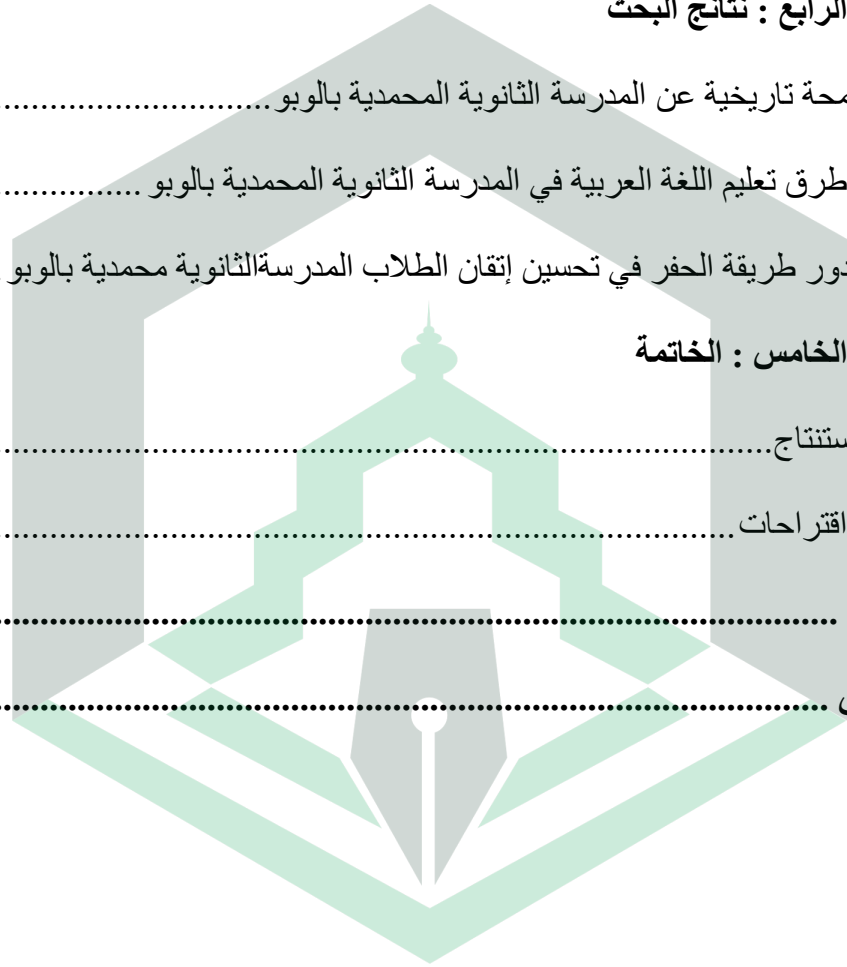 الرابع : نتائج البحث
محة تاريخية عن المدرسة الثانوية المحمدية بالوبو..............................
طرق تعليم اللغة العربية في المدرسة الثانوية المحمدية بالوبو ................
دور طريقة الحفر في تحسين إتقان الطلاب المدرسةالثانوية محمدية بالوبو.
الخامس : الخاتمة
ستنتاج................................................................................
اقتراحات............................................................................